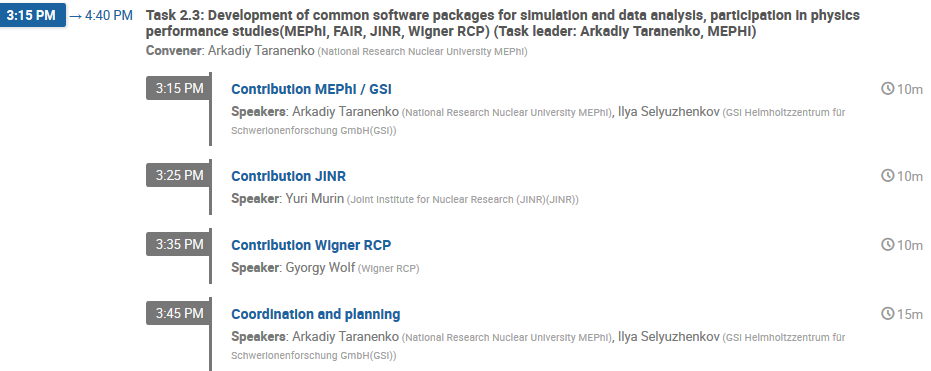 3:15 PM → 4:40 PM Task 2.3: Development of common software packages for simulation and data analysis, participation in physics
performance studies(MEPhI, FAIR, JINR, Wigner RCP) (Task leader: Arkadiy Taranenko, MEPHI)
Convener: Arkadiy Taranenko (National Research Nuclear University MEPhI)
3:15 PM Contribution MEPhI / GSI 10m
Speakers: Arkadiy Taranenko (National Research Nuclear University MEPhI), Ilya Selyuzhenkov (GSI Helmholtzzentrum für
Schwerionenforschung GmbH(GSI))
3:25 PM Contribution JINR 10m
Speaker: Yuri Murin (Joint Institute for Nuclear Research (JINR)(JINR))
3:35 PM Contribution Wigner RCP 10m
Speaker: Gyorgy Wolf (Wigner RCP)
3:45 PM Coordination and planning 15m
Speakers: Arkadiy Taranenko (National Research Nuclear University MEPhI), Ilya Selyuzhenkov (GSI Helmholtzzentrum für
Schwerionenforschung GmbH(GSI))